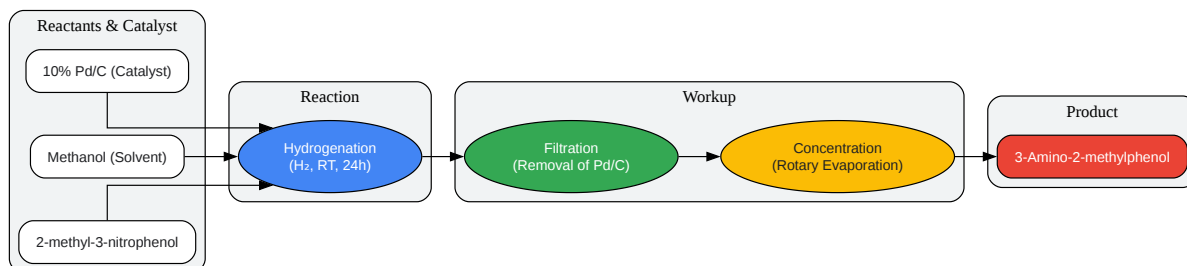 Reactants & Catalyst
10% Pd/C (Catalyst)
Methanol (Solvent)
2-methyl-3-nitrophenol
Reaction
Hydrogenation
(H₂, RT, 24h)
Workup
Filtration
(Removal of Pd/C)
Concentration
(Rotary Evaporation)
Product
3-Amino-2-methylphenol